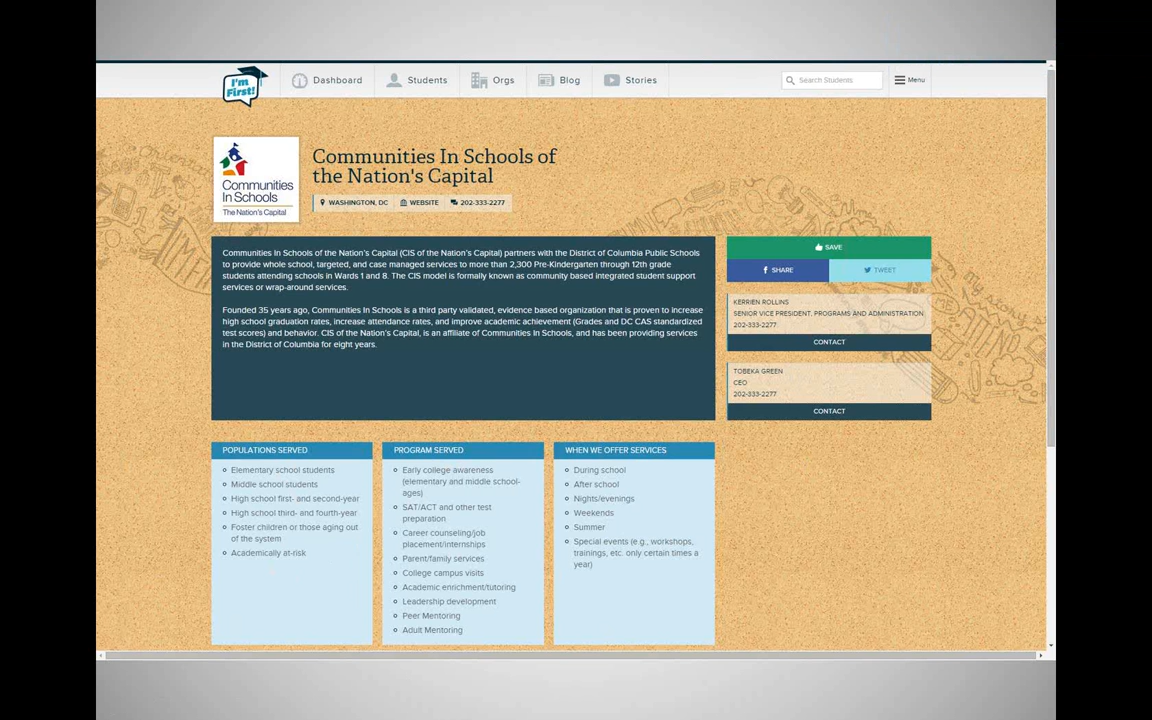 I'm
First!
Dashboard
Students
Orgs
Blog
Stories
Search Students
Menu
Communities
In Schools
The Nation's Capital
Communities In Schools of
the Nation's Capital
WASHINGTON, DC
WEBSITE
202-333-2277
Communities In Schools of the Nation's Capital (CIS of the Nation's Capital) partners with the District of Columbia Public Schools
to provide whole school, targeted, and case managed services to more than 2,300 Pre-Kindergarten through 12th grade
students attending schools in Wards 1 and 8. The CIS model is formally known as community based integrated student support
services or wrap-around services.
Founded 35 years ago, Communities In Schools is a third party validated, evidence based organization that is proven to increase
high school graduation rates, increase attendance rates, and improve academic achievement (Grades and DC CAS standardized
test scores) and behavior. CIS of the Nation's Capital, is an affiliate of Communities In Schools, and has been providing services
in the District of Columbia for eight years.
SAVE
SHARE
TWEET
KERRIEN ROLLINS
SENIOR VICE PRESIDENT, PROGRAMS AND ADMINISTRATION
202-333-2277
CONTACT
TOBEKA GREEN
CEO
202-333-2277
CONTACT
POPULATIONS SERVED
Elementary school students
Middle school students
High school first- and second-year
High school third- and fourth-year
Foster children or those aging out
of the system
Academically at-risk
PROGRAM SERVED
Early college awareness
(elementary and middle school-
ages)
SAT/ACT and other test
preparation
Career counseling/job
placement/internships
Parent/family services
College campus visits
Academic enrichment/tutoring
Leadership development
Peer Mentoring
Adult Mentoring
WHEN WE OFFER SERVICES
During school
After school
Nights/evenings
Weekends
Summer
Special events (e.g., workshops,
trainings, etc. only certain times a
year)